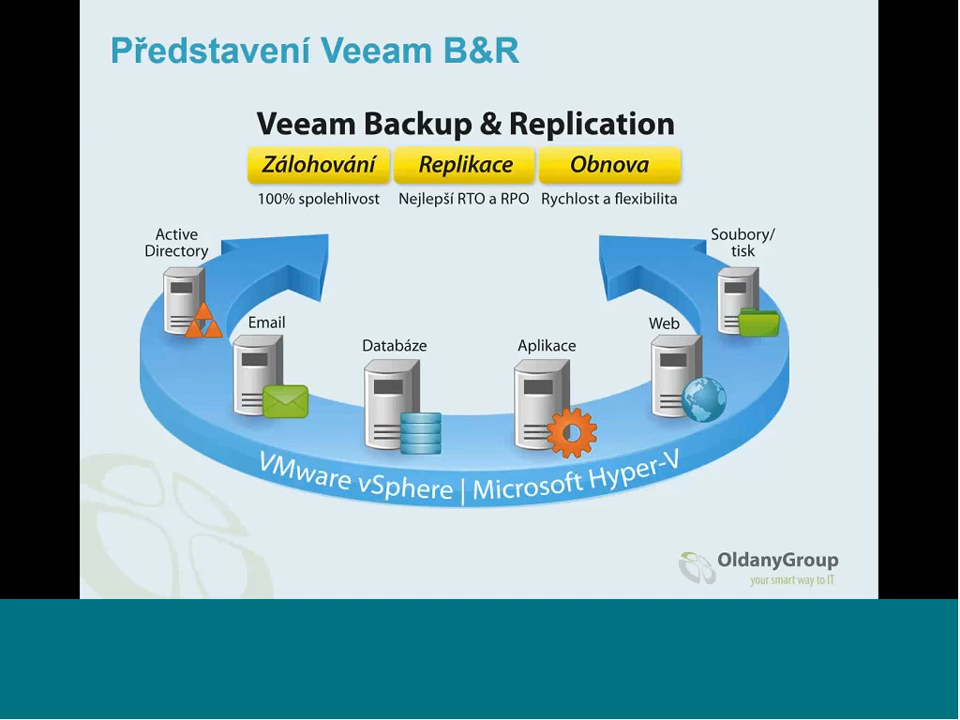 Představení Veeam B&R
Veeam Backup & Replication
Zálohování Replikace Obnova
100% spolehlivost Nejlepší RTO a RPO Rychlost a flexibilita
Active
Directory
Soubory/
tisk
Email
Web
Databáze
Aplikace
VMware vSphere | Microsoft Hyper-V
OldanyGroup
your smart way to IT